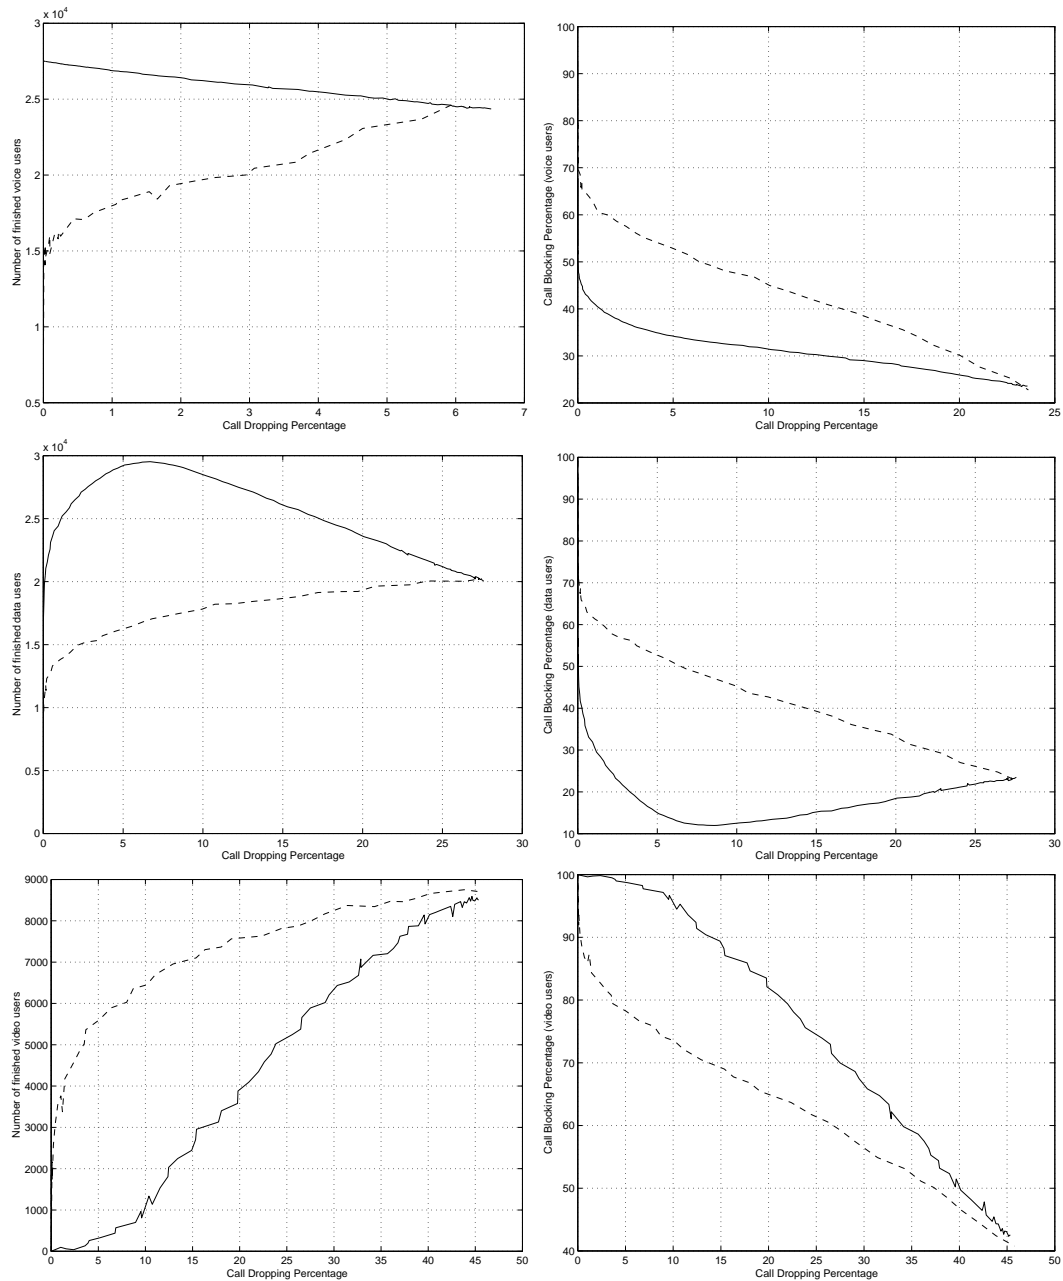 x 10⁴
3
2.5
2
1.5
1
0.5
0 1 2 3 4 5 6 7
Call Dropping Percentage
Number of finished voice users
100
90
80
70
60
50
40
30
20
0 5 10 15 20 25
Call Dropping Percentage
Call Blocking Percentage (voice users)
x 10⁴
3
2.5
2
1.5
1
0.5
0
0 5 10 15 20 25 30
Call Dropping Percentage
Number of finished data users
100
90
80
70
60
50
40
30
20
10
0 5 10 15 20 25 30
Call Dropping Percentage
Call Blocking Percentage (data users)
9000
8000
7000
6000
5000
4000
3000
2000
1000
0
0 5 10 15 20 25 30 35 40 45 50
Call Dropping Percentage
Number of finished video users
100
90
80
70
60
50
40
0 5 10 15 20 25 30 35 40 45 50
Call Dropping Percentage
Call Blocking Percentage (video users)